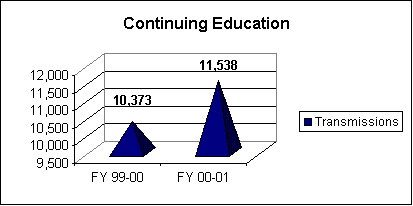 Continuing Education
12,000
11,500
11,000
10,500
10,000
9,500
10,373
11,538
FY 99-00
FY 00-01
Transmissions